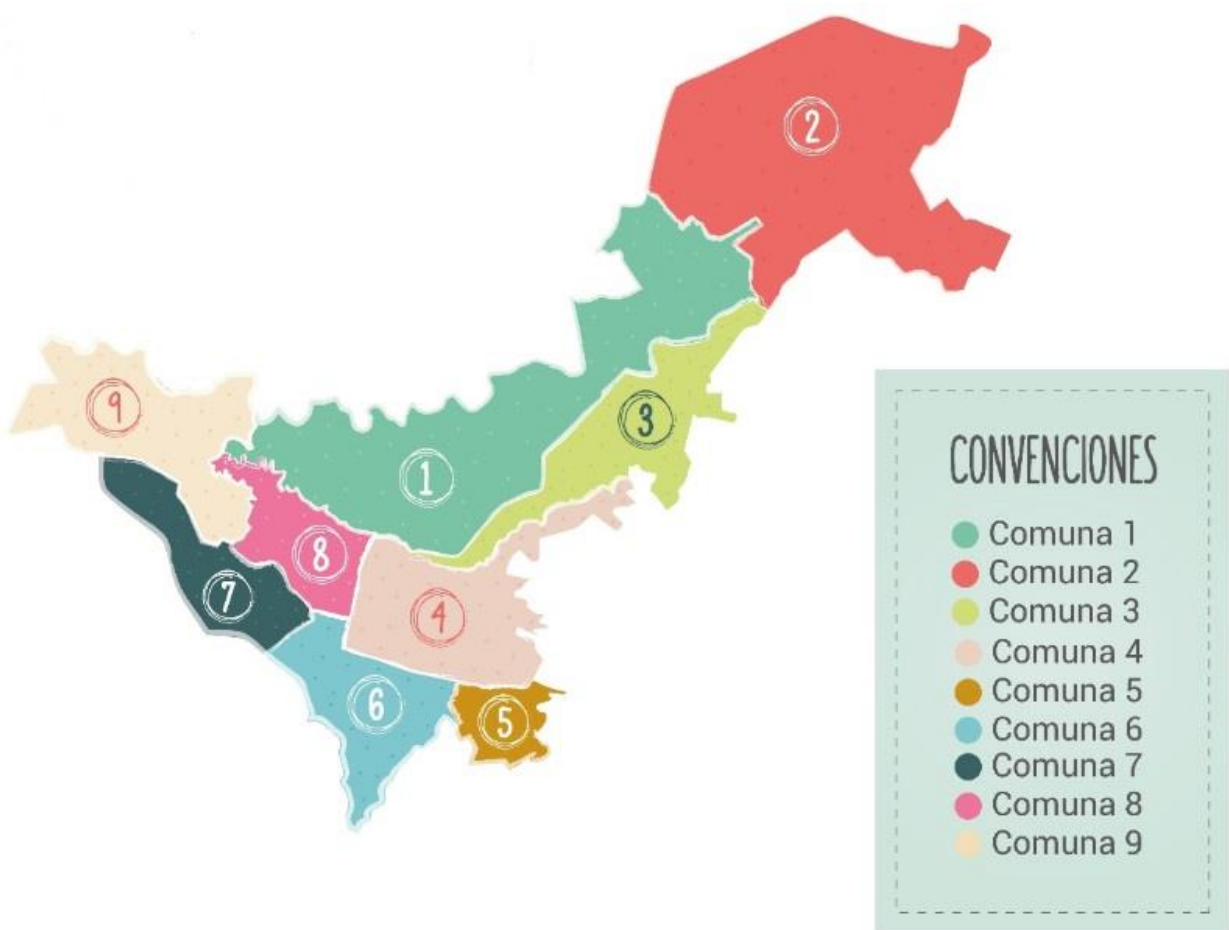 2
9
3
1
8
7
4
6
5
CONVENCIONES
Comuna 1
Comuna 2
Comuna 3
Comuna 4
Comuna 5
Comuna 6
Comuna 7
Comuna 8
Comuna 9